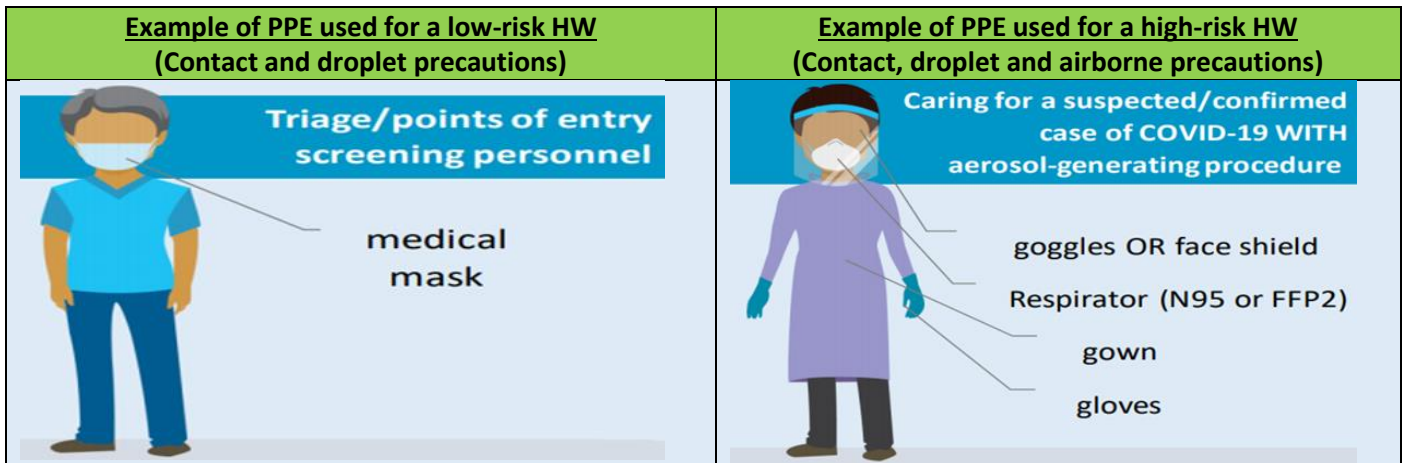 Example of PPE used for a low-risk HW
(Contact and droplet precautions)
Example of PPE used for a high-risk HW
(Contact, droplet and airborne precautions)
Triage/points of entry
screening personnel
medical
mask
Caring for a suspected/confirmed
case of COVID-19 WITH
aerosol-generating procedure
goggles OR face shield
Respirator (N95 or FFP2)
gown
gloves